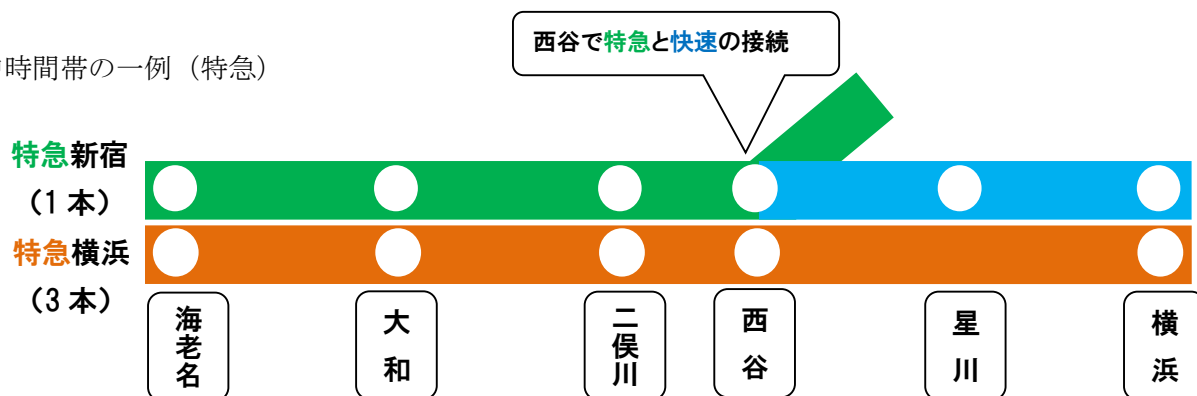 西谷で特急と快速の接続
時間帯の一例（特急）
特急新宿
（1本）
特急横浜
（3本）
海老名
大和
二俣川
西谷
星川
横浜